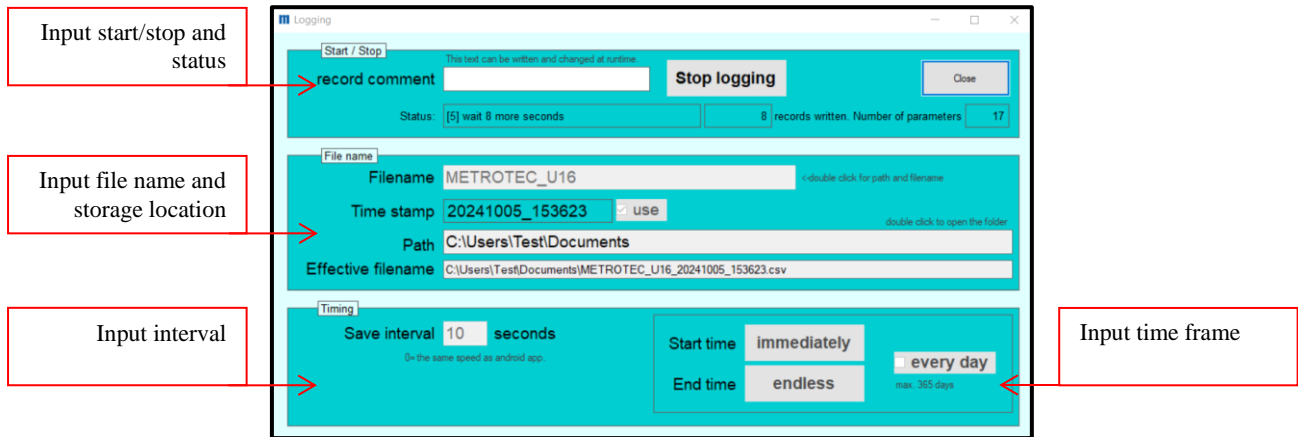 Input start/stop and
status
Logging
Start / Stop
This text can be written and changed at runtime.
record comment
Stop logging
Close
Status:
[5] wait 8 more seconds
8
records written. Number of parameters
17
Input file name and
storage location
File name
Filename
METROTEC_U16
<-double click for path and filename
Time stamp
20241005_153623
use
double click to open the folder
Path
C:\Users\Test\Documents
Effective filename
C:\Users\Test\Documents\METROTEC_U16_20241005_153623.csv
Input interval
Timing
Save interval
10
seconds
0= the same speed as android app.
Start time
immediately
End time
endless
every day
max. 365 days
Input time frame